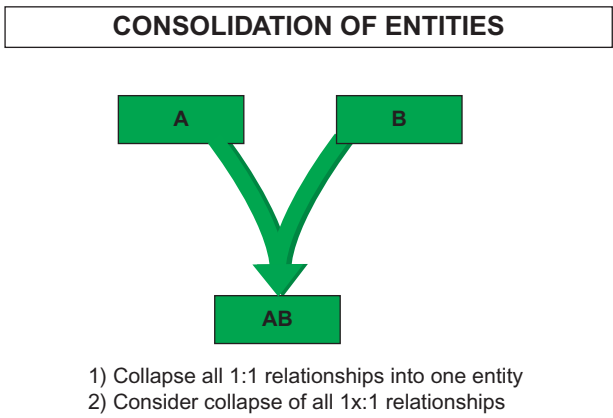 CONSOLIDATION OF ENTITIES
A
B
AB
1) Collapse all 1:1 relationships into one entity
2) Consider collapse of all 1x:1 relationships